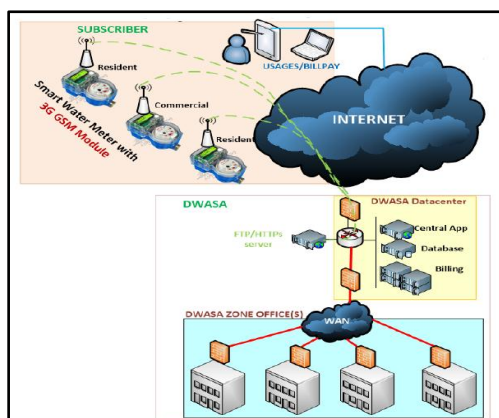 SUBSCRIBER
Resident
USAGES/BILLPAY
Commercial
Resident
Smart Water Meter with
3G GSM Module
INTERNET
DWASA
DWASA Datacenter
FTP/HTTPs
server
Central App
Database
Billing
DWASA ZONE OFFICE(S)
WAN